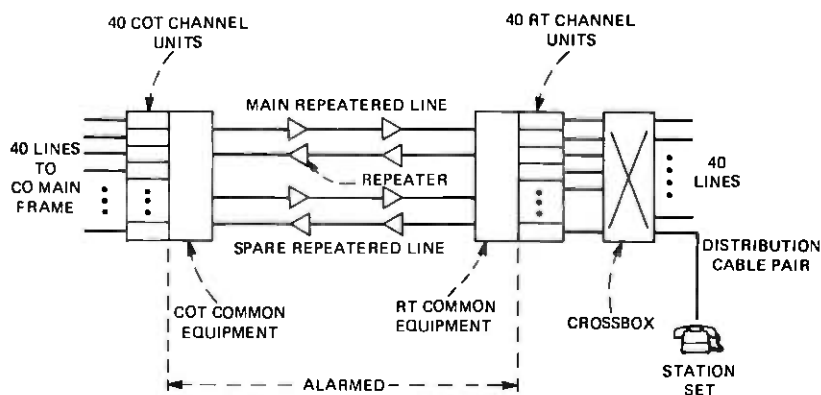 40 COT CHANNEL
UNITS
40 RT CHANNEL
UNITS
MAIN REPEATERED LINE
40 LINES
TO
CO MAIN
FRAME
REPEATER
40
LINES
SPARE REPEATERED LINE
DISTRIBUTION
CABLE PAIR
COT COMMON
EQUIPMENT
RT COMMON
EQUIPMENT
CROSSBOX
STATION
SET
ALARMED